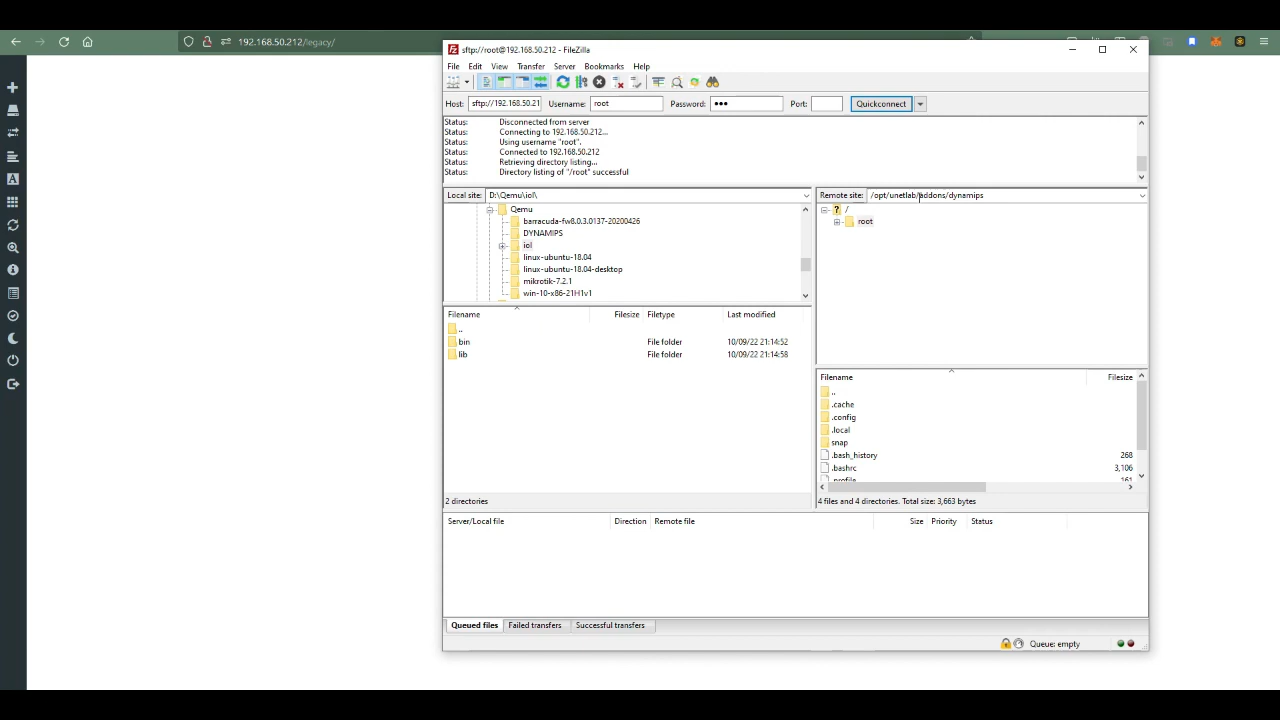 192.168.50.212/legacy/
sftp://root@192.168.50.212 - FileZilla
File Edit View Transfer Server Bookmarks Help
Host: sftp://192.168.50.21 Username: root Password: ●●● Port: Quickconnect
Status: Disconnected from server
Status: Connecting to 192.168.50.212...
Status: Using username "root".
Status: Connected to 192.168.50.212
Status: Retrieving directory listing...
Status: Directory listing of "/root" successful
Local site: D:\Qemu\iol\
Qemu
barracuda-fw8.0.3.0137-20200426
DYNAMIPS
iol
linux-ubuntu-18.04
linux-ubuntu-18.04-desktop
mikrotik-7.2.1
win-10-x86-21H1v1
Remote site: /opt/unetlab/addons/dynamips
/
root
Filename Filesize Filetype Last modified
..
bin File folder 10/09/22 21:14:52
lib File folder 10/09/22 21:14:58
2 directories
Filename Filesize
..
.cache
.config
.local
snap
.bash_history 268
.bashrc 3,106
.profile 161
4 files and 4 directories. Total size: 3,663 bytes
Server/Local file Direction Remote file Size Priority Status
Queued files Failed transfers Successful transfers
Queue: empty